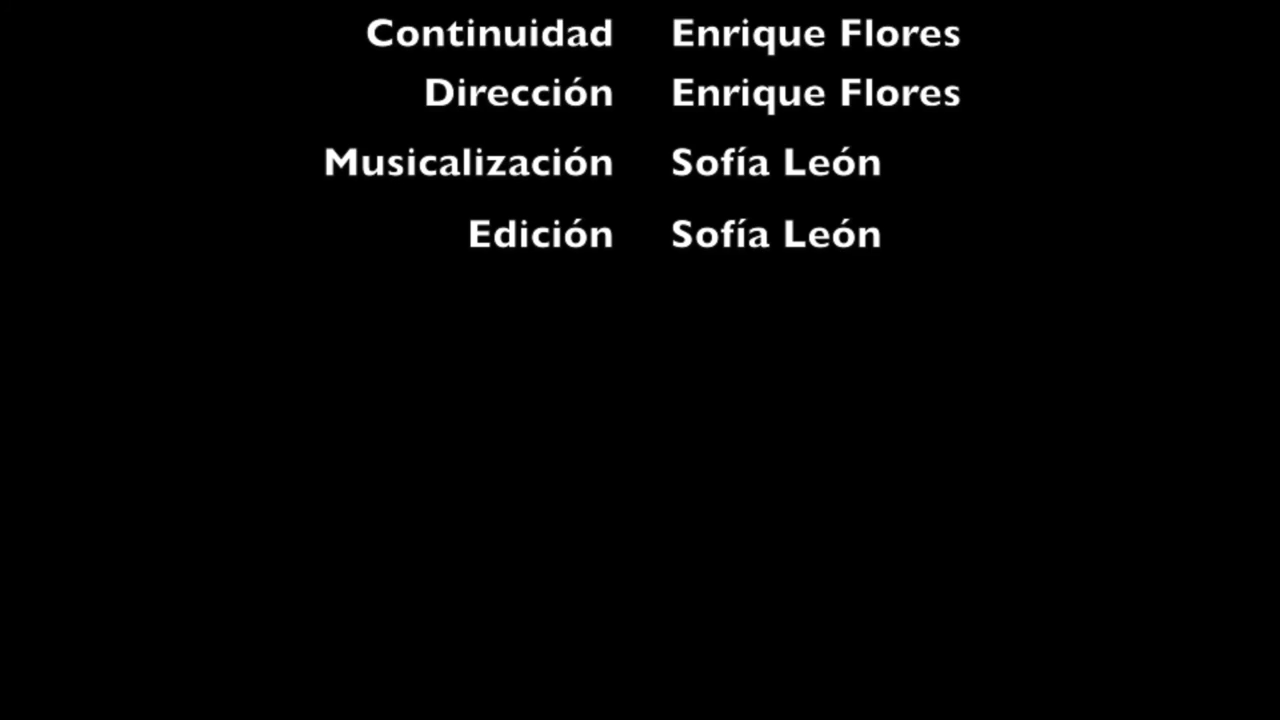 Continuidad Enrique Flores
Dirección Enrique Flores
Musicalización Sofía León
Edición Sofía León